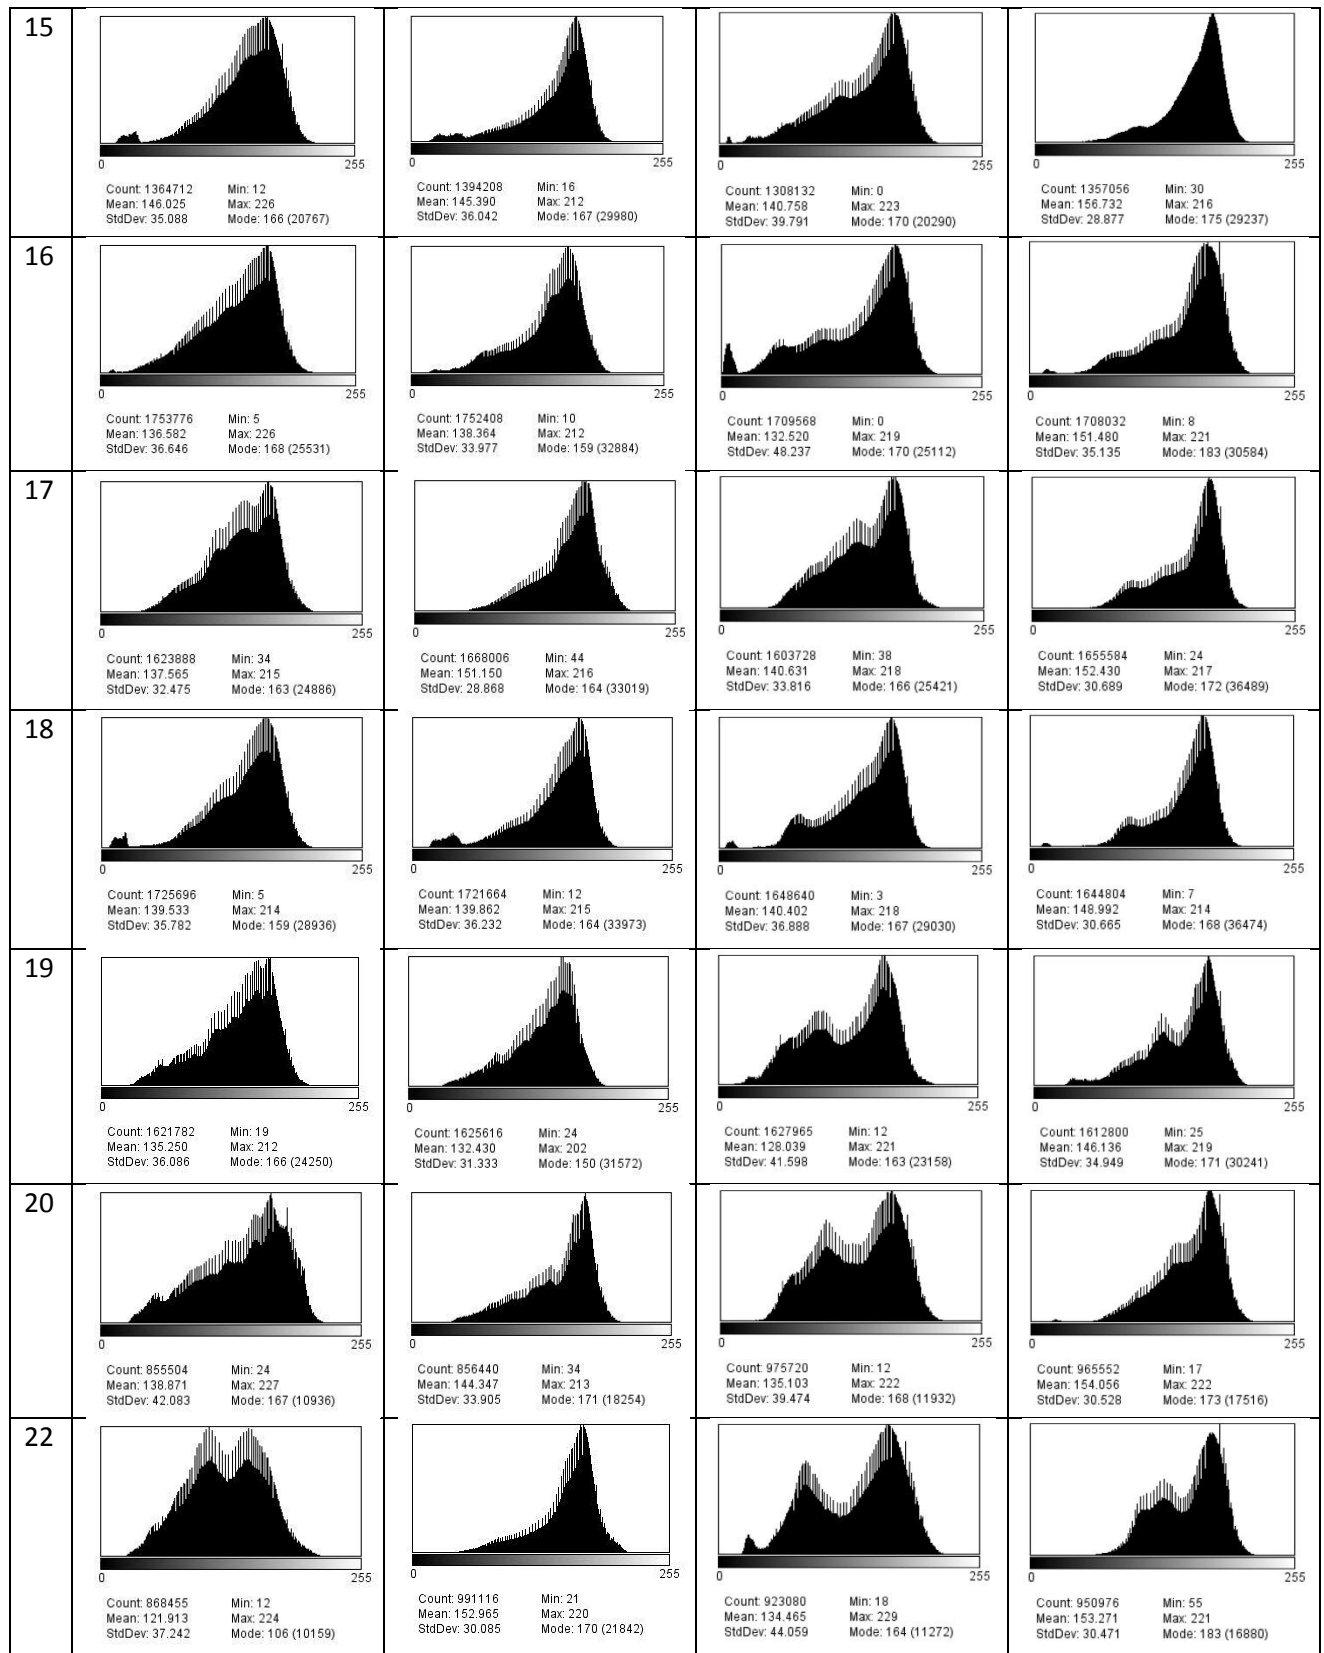 15
0 255
Count: 1364712 Min: 12
Mean: 146.025 Max: 226
StdDev: 35.088 Mode: 166 (20767)
0 255
Count: 1394208 Min: 16
Mean: 145.390 Max: 212
StdDev: 36.042 Mode: 167 (29980)
0 255
Count: 1308132 Min: 0
Mean: 140.758 Max: 223
StdDev: 39.791 Mode: 170 (20290)
0 255
Count: 1357056 Min: 30
Mean: 156.732 Max: 216
StdDev: 28.877 Mode: 175 (29237)
16
0 255
Count: 1753776 Min: 5
Mean: 136.582 Max: 226
StdDev: 36.646 Mode: 168 (25531)
0 255
Count: 1752408 Min: 10
Mean: 138.364 Max: 212
StdDev: 33.977 Mode: 159 (32884)
0 255
Count: 1709568 Min: 0
Mean: 132.520 Max: 219
StdDev: 48.237 Mode: 170 (25112)
0 255
Count: 1708032 Min: 8
Mean: 151.480 Max: 221
StdDev: 35.135 Mode: 183 (30584)
17
0 255
Count: 1623888 Min: 34
Mean: 137.565 Max: 215
StdDev: 32.475 Mode: 163 (24886)
0 255
Count: 1668006 Min: 44
Mean: 151.150 Max: 216
StdDev: 28.868 Mode: 164 (33019)
0 255
Count: 1603728 Min: 38
Mean: 140.631 Max: 218
StdDev: 33.816 Mode: 166 (25421)
0 255
Count: 1655584 Min: 24
Mean: 152.430 Max: 217
StdDev: 30.689 Mode: 172 (36489)
18
0 255
Count: 1725696 Min: 5
Mean: 139.533 Max: 214
StdDev: 35.782 Mode: 159 (28936)
0 255
Count: 1721664 Min: 12
Mean: 139.862 Max: 215
StdDev: 36.232 Mode: 164 (33973)
0 255
Count: 1648640 Min: 3
Mean: 140.402 Max: 218
StdDev: 36.888 Mode: 167 (29030)
0 255
Count: 1644804 Min: 7
Mean: 148.992 Max: 214
StdDev: 30.665 Mode: 168 (36474)
19
0 255
Count: 1621782 Min: 19
Mean: 135.250 Max: 212
StdDev: 36.086 Mode: 166 (24250)
0 255
Count: 1625616 Min: 24
Mean: 132.430 Max: 202
StdDev: 31.333 Mode: 150 (31572)
0 255
Count: 1627965 Min: 12
Mean: 128.039 Max: 221
StdDev: 41.598 Mode: 163 (23158)
0 255
Count: 1612800 Min: 25
Mean: 146.136 Max: 219
StdDev: 34.949 Mode: 171 (30241)
20
0 255
Count: 855504 Min: 24
Mean: 138.871 Max: 227
StdDev: 42.083 Mode: 167 (10936)
0 255
Count: 856440 Min: 34
Mean: 144.347 Max: 213
StdDev: 33.905 Mode: 171 (18254)
0 255
Count: 975720 Min: 12
Mean: 135.103 Max: 222
StdDev: 39.474 Mode: 168 (11932)
0 255
Count: 965552 Min: 17
Mean: 154.056 Max: 222
StdDev: 30.528 Mode: 173 (17516)
22
0 255
Count: 868455 Min: 12
Mean: 121.913 Max: 224
StdDev: 37.242 Mode: 106 (10159)
0 255
Count: 991116 Min: 21
Mean: 152.965 Max: 220
StdDev: 30.085 Mode: 170 (21842)
0 255
Count: 923080 Min: 18
Mean: 134.465 Max: 229
StdDev: 44.059 Mode: 164 (11272)
0 255
Count: 950976 Min: 55
Mean: 153.271 Max: 221
StdDev: 30.471 Mode: 183 (16880)